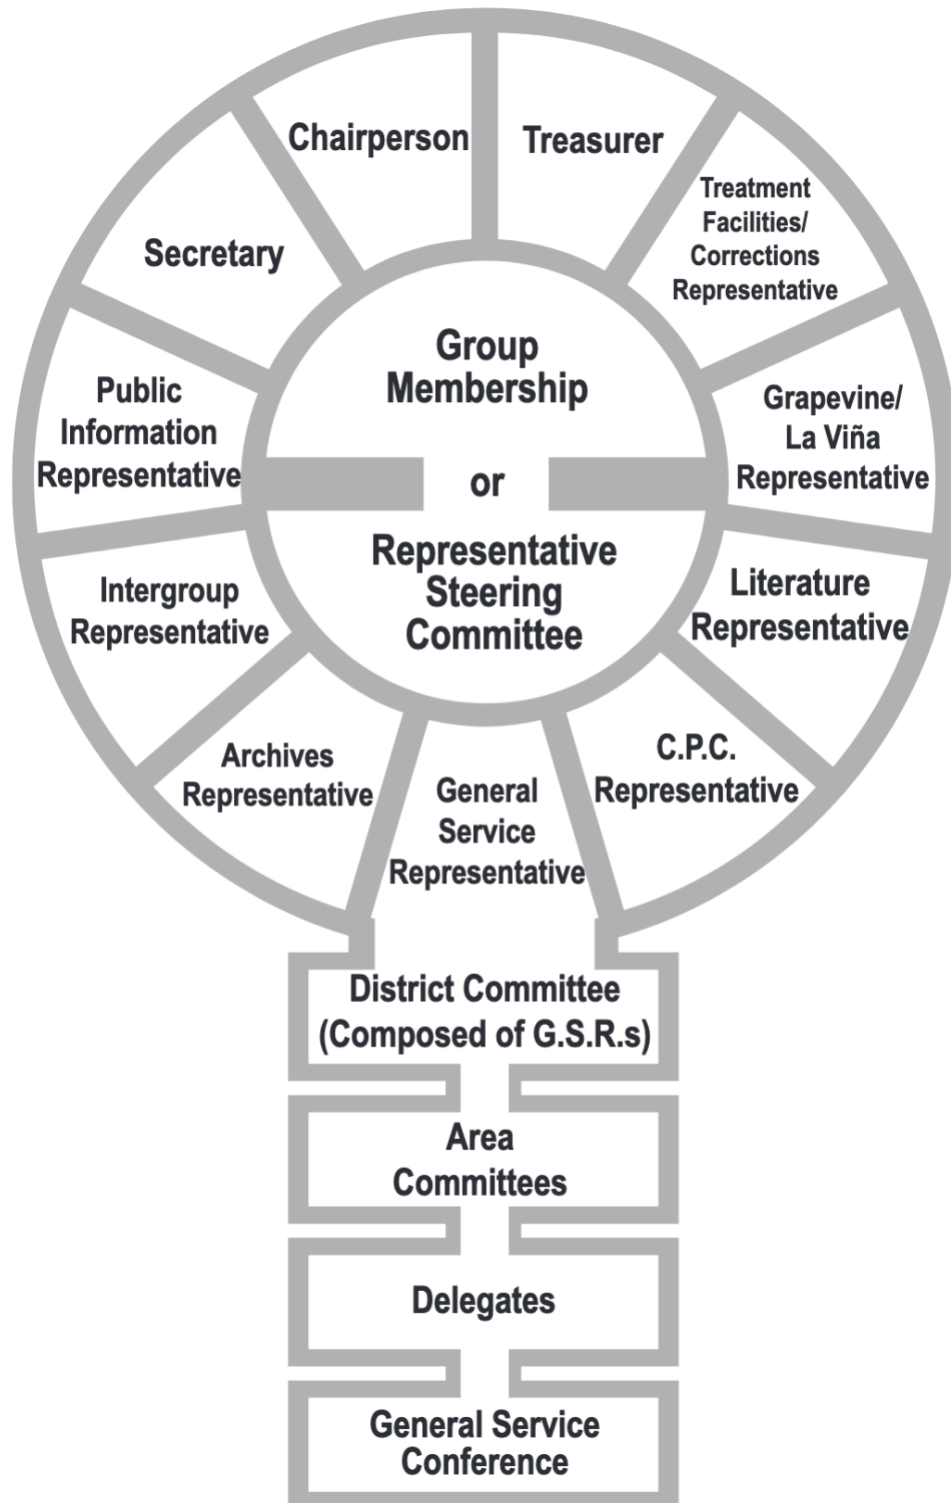 Chairperson
Treasurer
Treatment
Facilities/
Corrections
Representative
Grapevine/
La Viña
Representative
Literature
Representative
C.P.C.
Representative
General
Service
Representative
Archives
Representative
Intergroup
Representative
Public
Information
Representative
Secretary
Group
Membership
or
Representative
Steering
Committee
District Committee
(Composed of G.S.R.s)
Area
Committees
Delegates
General Service
Conference